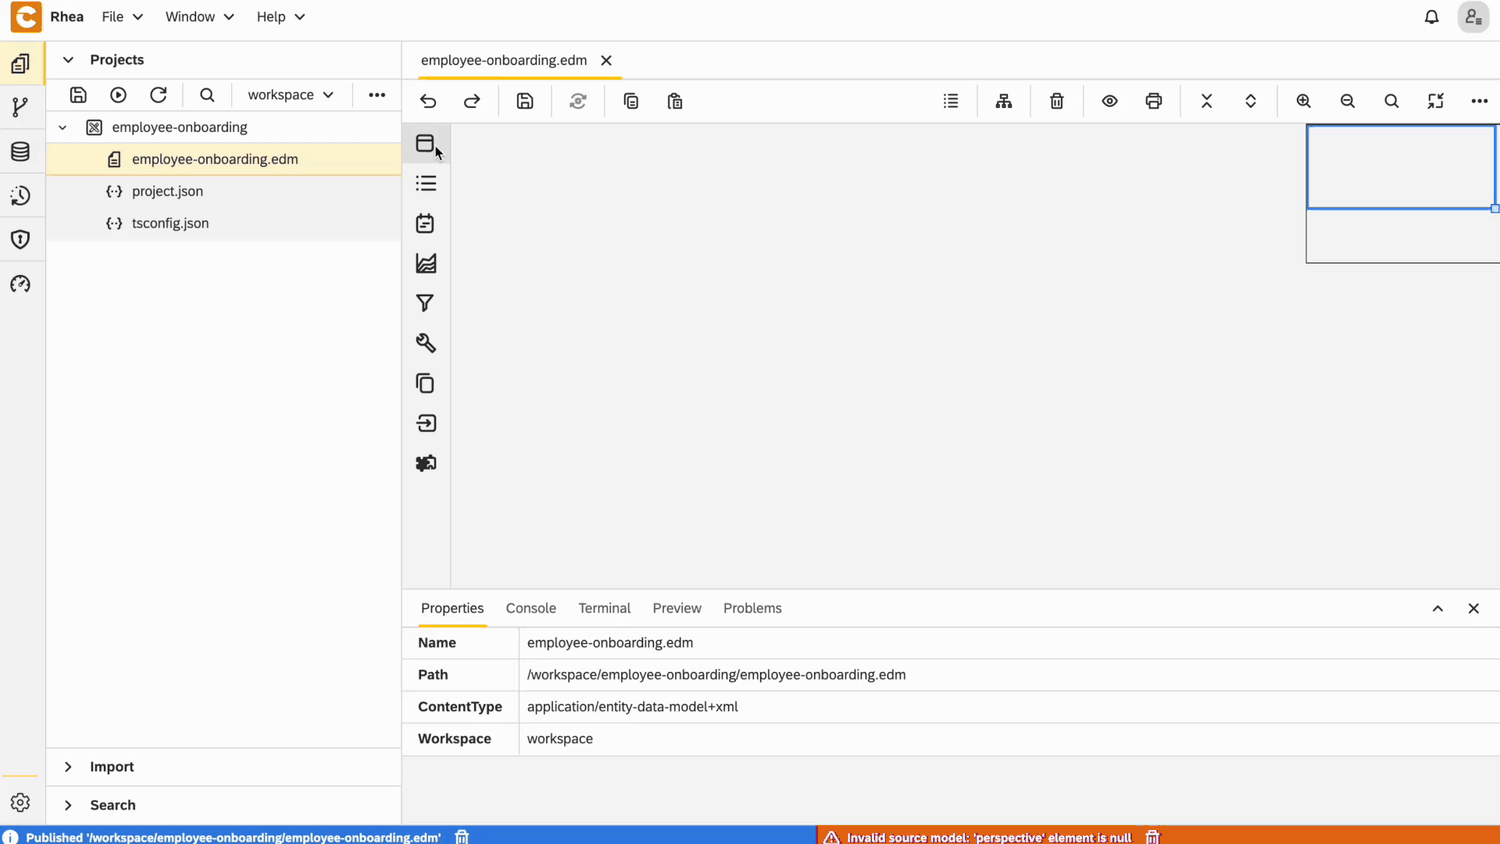 Rhea File Window Help
Projects
employee-onboarding.edm
workspace
employee-onboarding
employee-onboarding.edm
project.json
tsconfig.json
Properties Console Terminal Preview Problems
Name employee-onboarding.edm
Path /workspace/employee-onboarding/employee-onboarding.edm
ContentType application/entity-data-model+xml
Workspace workspace
Import
Search
Published '/workspace/employee-onboarding/employee-onboarding.edm'
Invalid source model: 'perspective' element is null